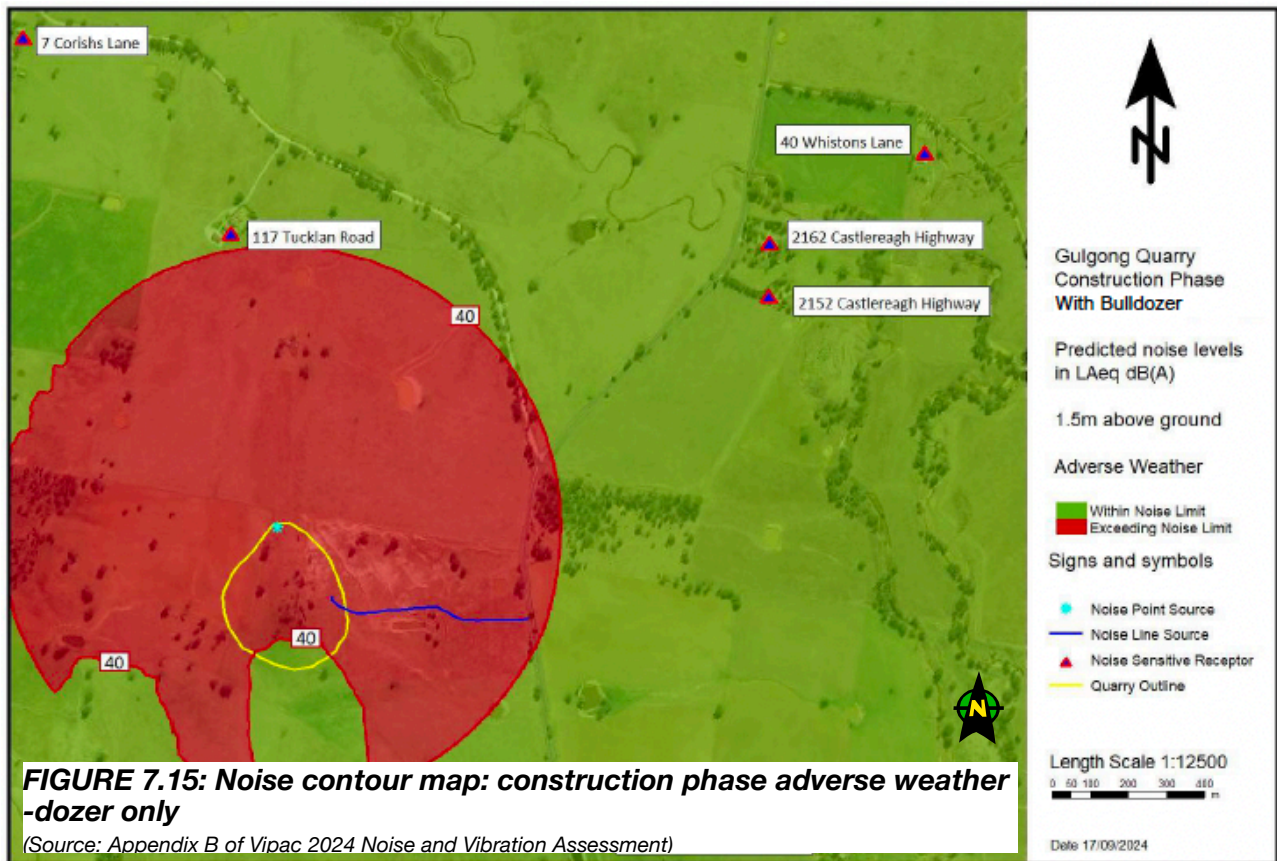 7 Corishs Lane
40 Whistons Lane
117 Tucklan Road
2162 Castlereagh Highway
2152 Castlereagh Highway
40
40
40
N
FIGURE 7.15: Noise contour map: construction phase adverse weather
-dozer only
(Source: Appendix B of Vipac 2024 Noise and Vibration Assessment)
N
Gulgong Quarry
Construction Phase
With Bulldozer
Predicted noise levels
in LAeq dB(A)
1.5m above ground
Adverse Weather
Within Noise Limit
Exceeding Noise Limit
Signs and symbols
Noise Point Source
Noise Line Source
Noise Sensitive Receptor
Quarry Outline
Length Scale 1:12500
0 50 100 200 300 400
m
Date 17/09/2024